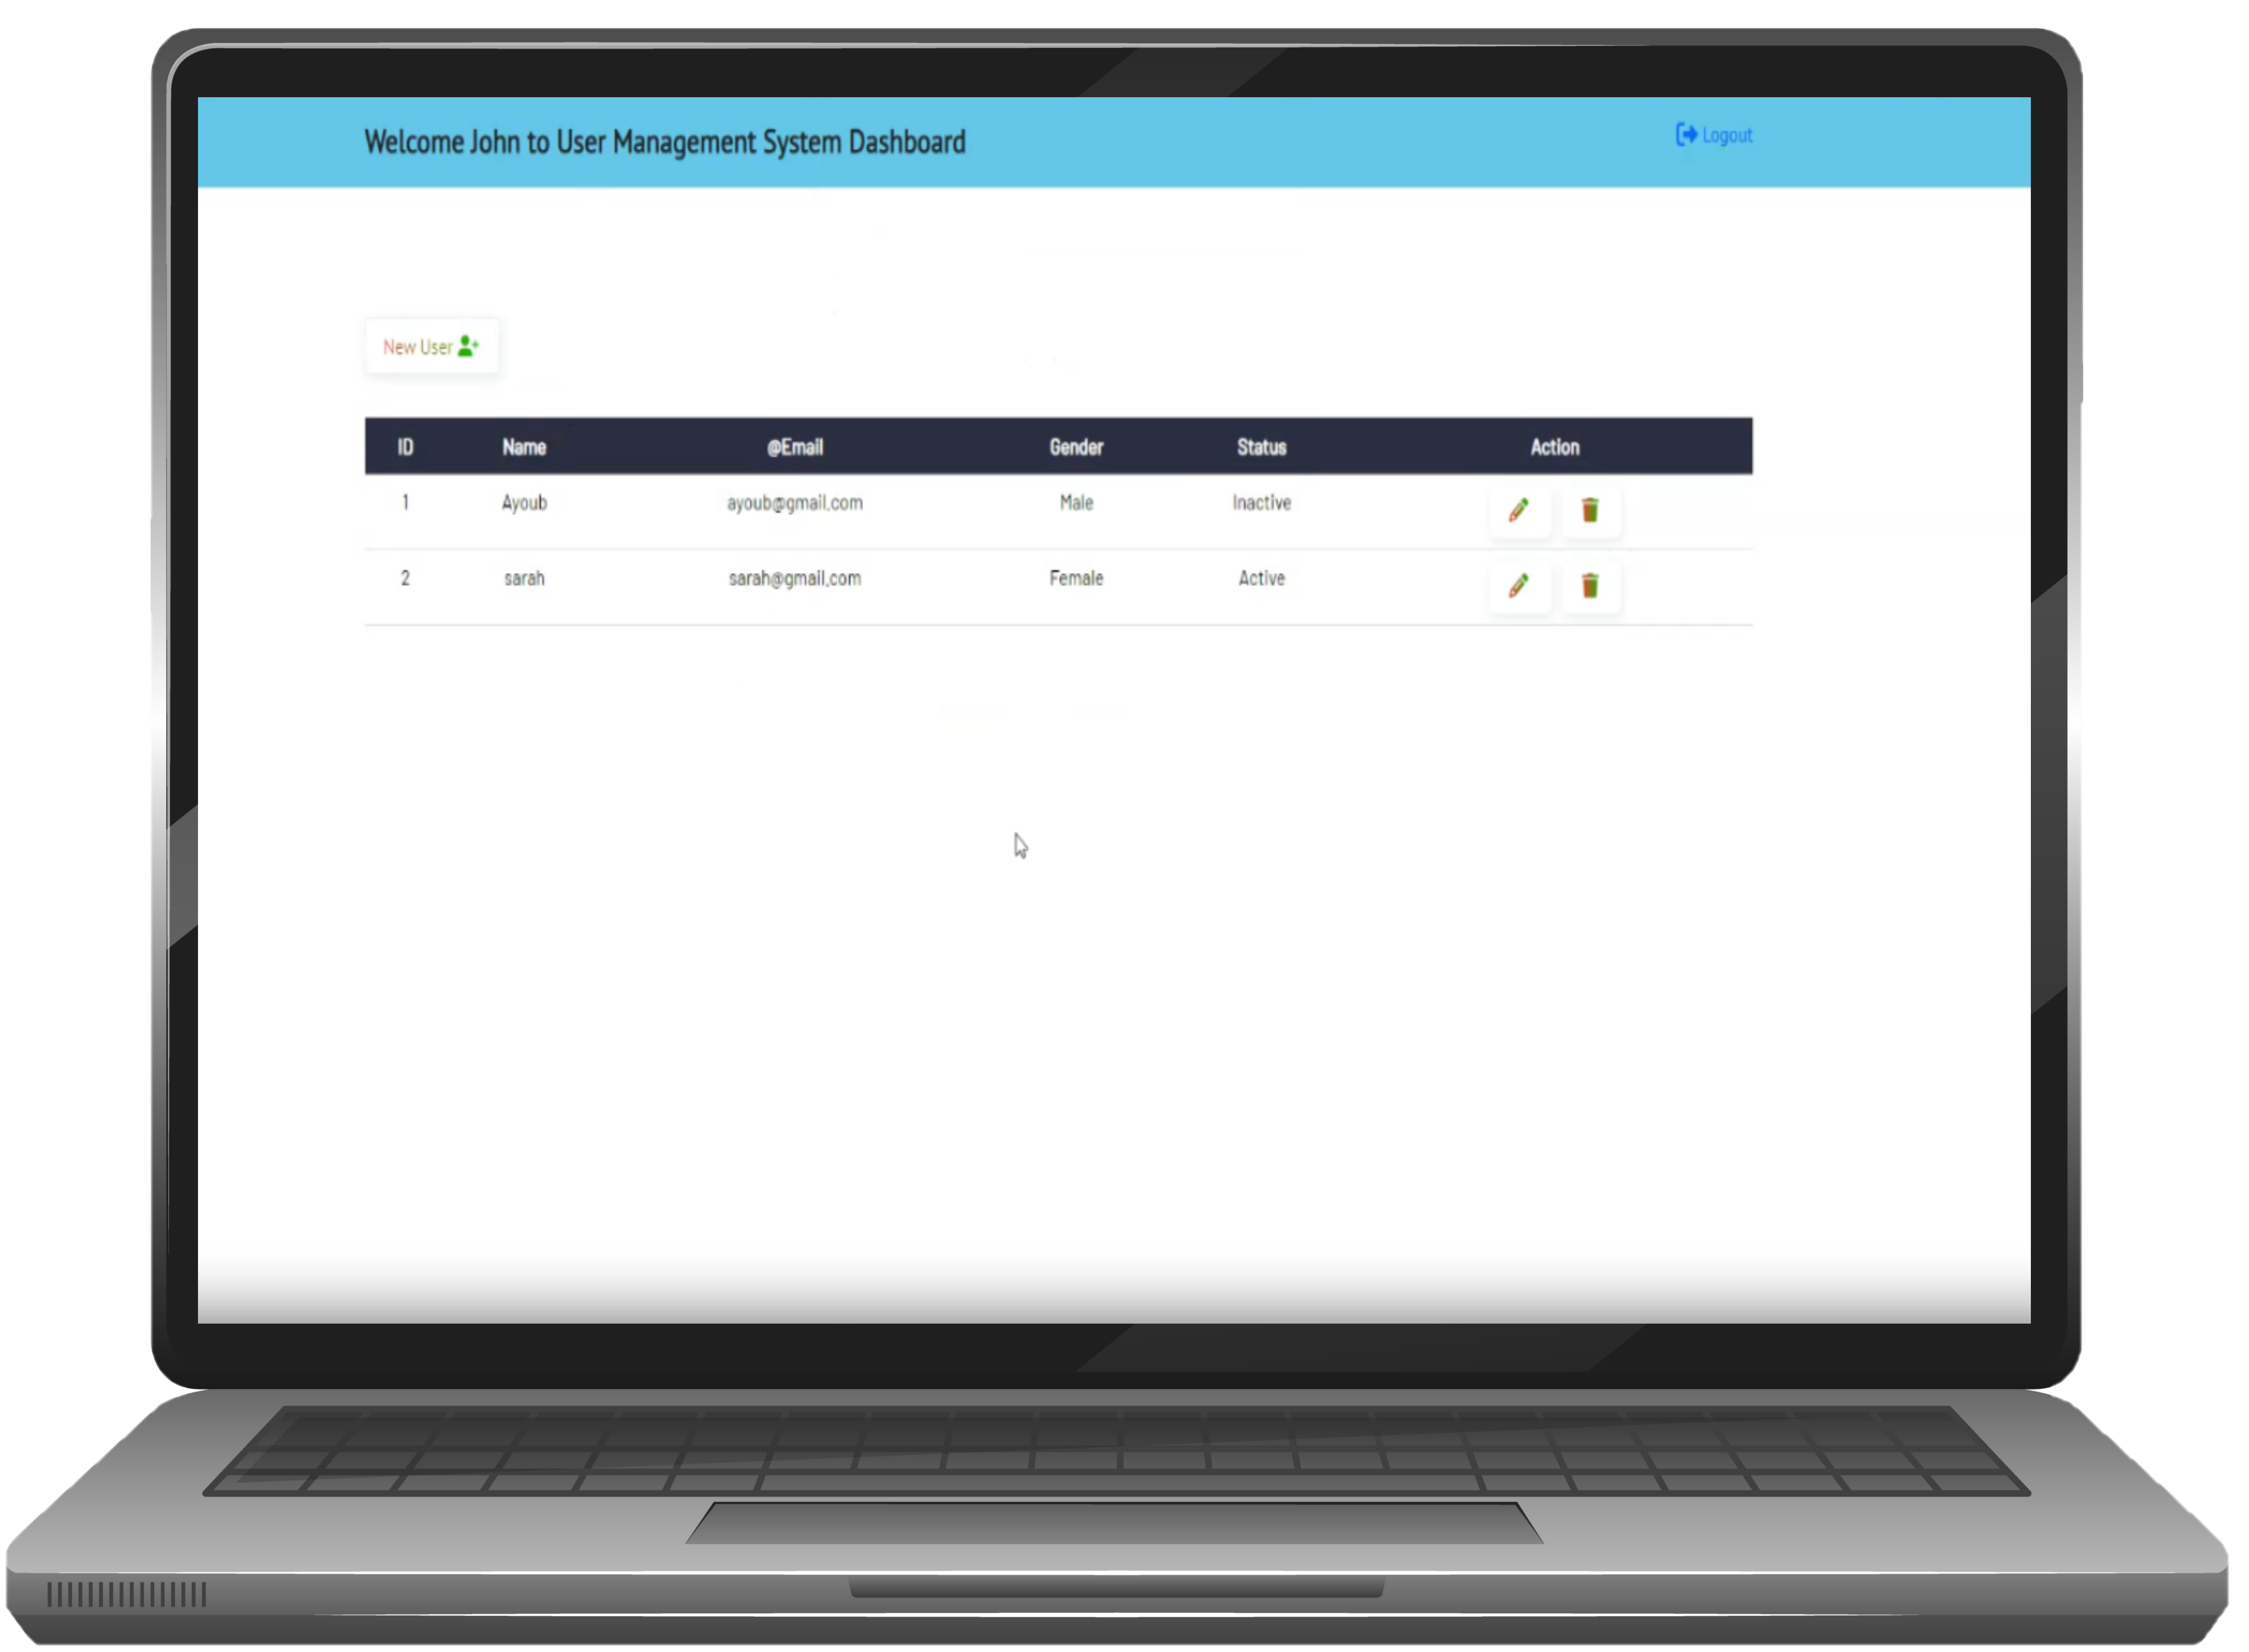 Welcome John to User Management System Dashboard Logout
New User
ID Name @Email Gender Status Action
1 Ayoub ayoub@gmail.com Male Inactive
2 sarah sarah@gmail.com Female Active